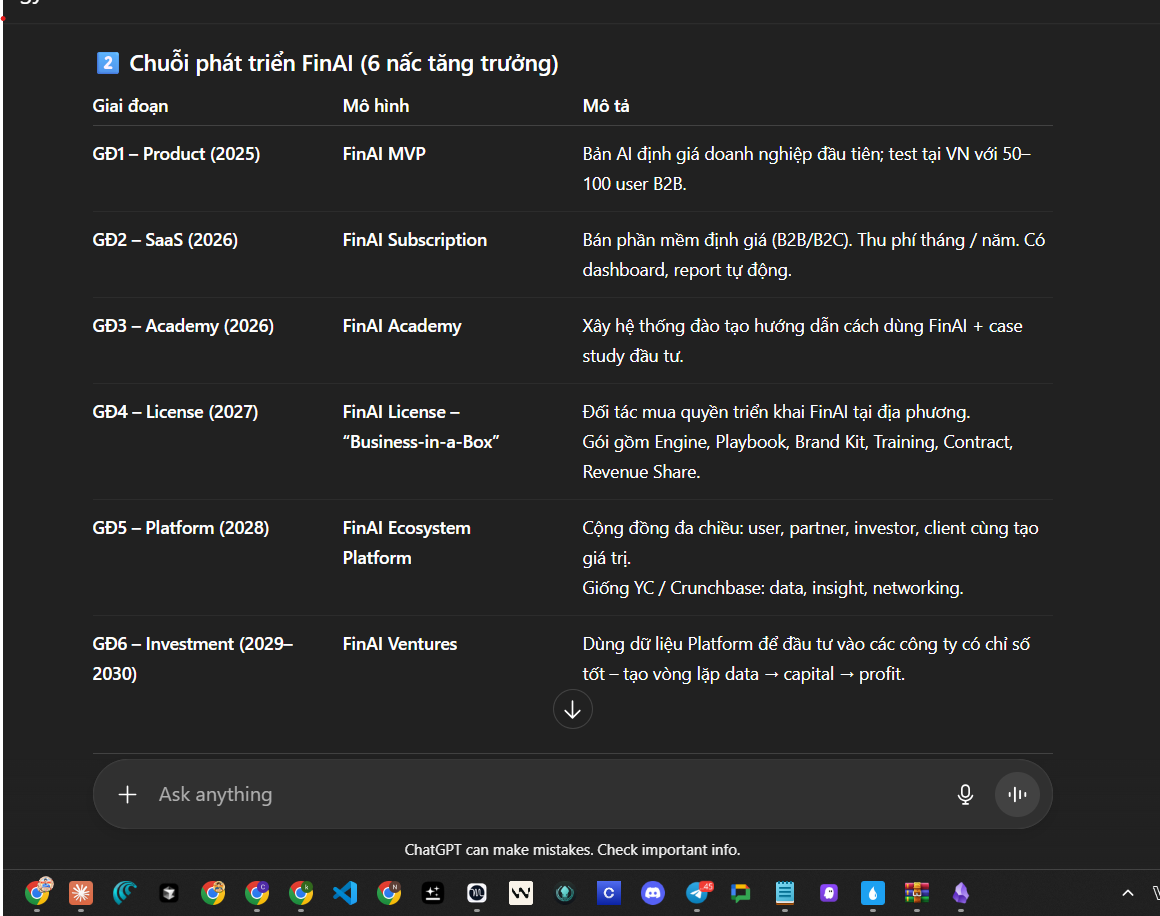 2 Chuỗi phát triển FinAI (6 nấc tăng trưởng)
Giai đoạn Mô hình Mô tả
GĐ1 – Product (2025) FinAI MVP Bản AI định giá doanh nghiệp đầu tiên; test tại VN với 50–
100 user B2B.
GĐ2 – SaaS (2026) FinAI Subscription Bán phần mềm định giá (B2B/B2C). Thu phí tháng / năm. Có
dashboard, report tự động.
GĐ3 – Academy (2026) FinAI Academy Xây hệ thống đào tạo hướng dẫn cách dùng FinAI + case
study đầu tư.
GĐ4 – License (2027) FinAI License – Đối tác mua quyền triển khai FinAI tại địa phương.
“Business-in-a-Box” Gói gồm Engine, Playbook, Brand Kit, Training, Contract,
Revenue Share.
GĐ5 – Platform (2028) FinAI Ecosystem Cộng đồng đa chiều: user, partner, investor, client cùng tạo
Platform giá trị.
Giống YC / Crunchbase: data, insight, networking.
GĐ6 – Investment (2029– FinAI Ventures Dùng dữ liệu Platform để đầu tư vào các công ty có chỉ số
2030) tốt – tạo vòng lặp data → capital → profit.
Ask anything
ChatGPT can make mistakes. Check important info.
45